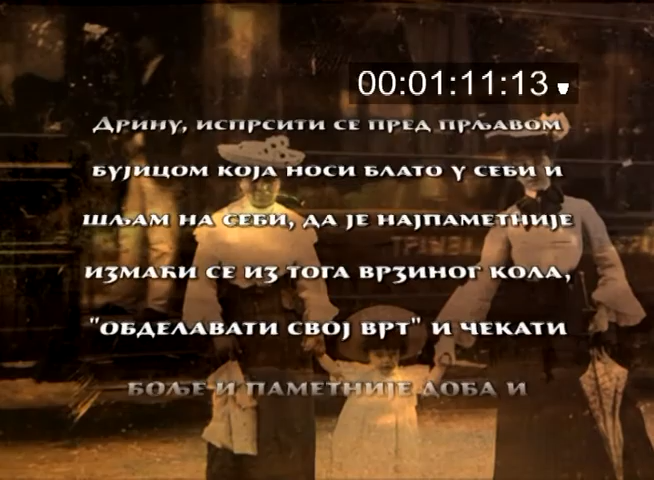 00:01:11:13
Дрину, испрсити се пред прљавом
бујицом која носи блато у себи и
шљам на себи, да је најпаметније
измаћи се из тога врзиног кола,
"обделавати свој врт" и чекати
боље и паметније доба и